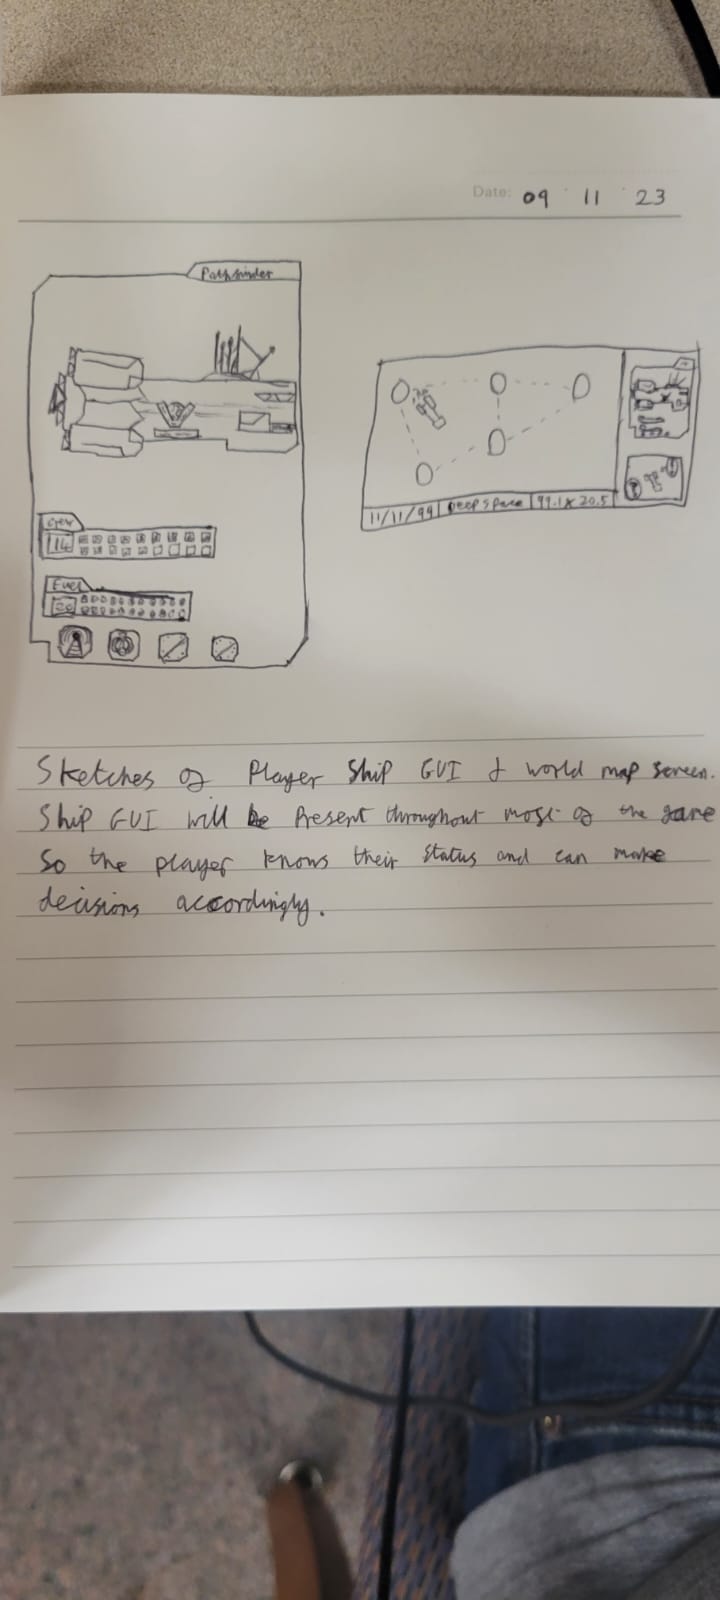 Date: 09 11 23
Pathfinder
Crew
14
Fuel
20
11/11/99 Deep Space 99.1 X 20.5
Sketches of Player Ship GUI & world map screen.
Ship GUI will be Present throughout most of the game
So the player knows their status and can make
decisions accordingly.